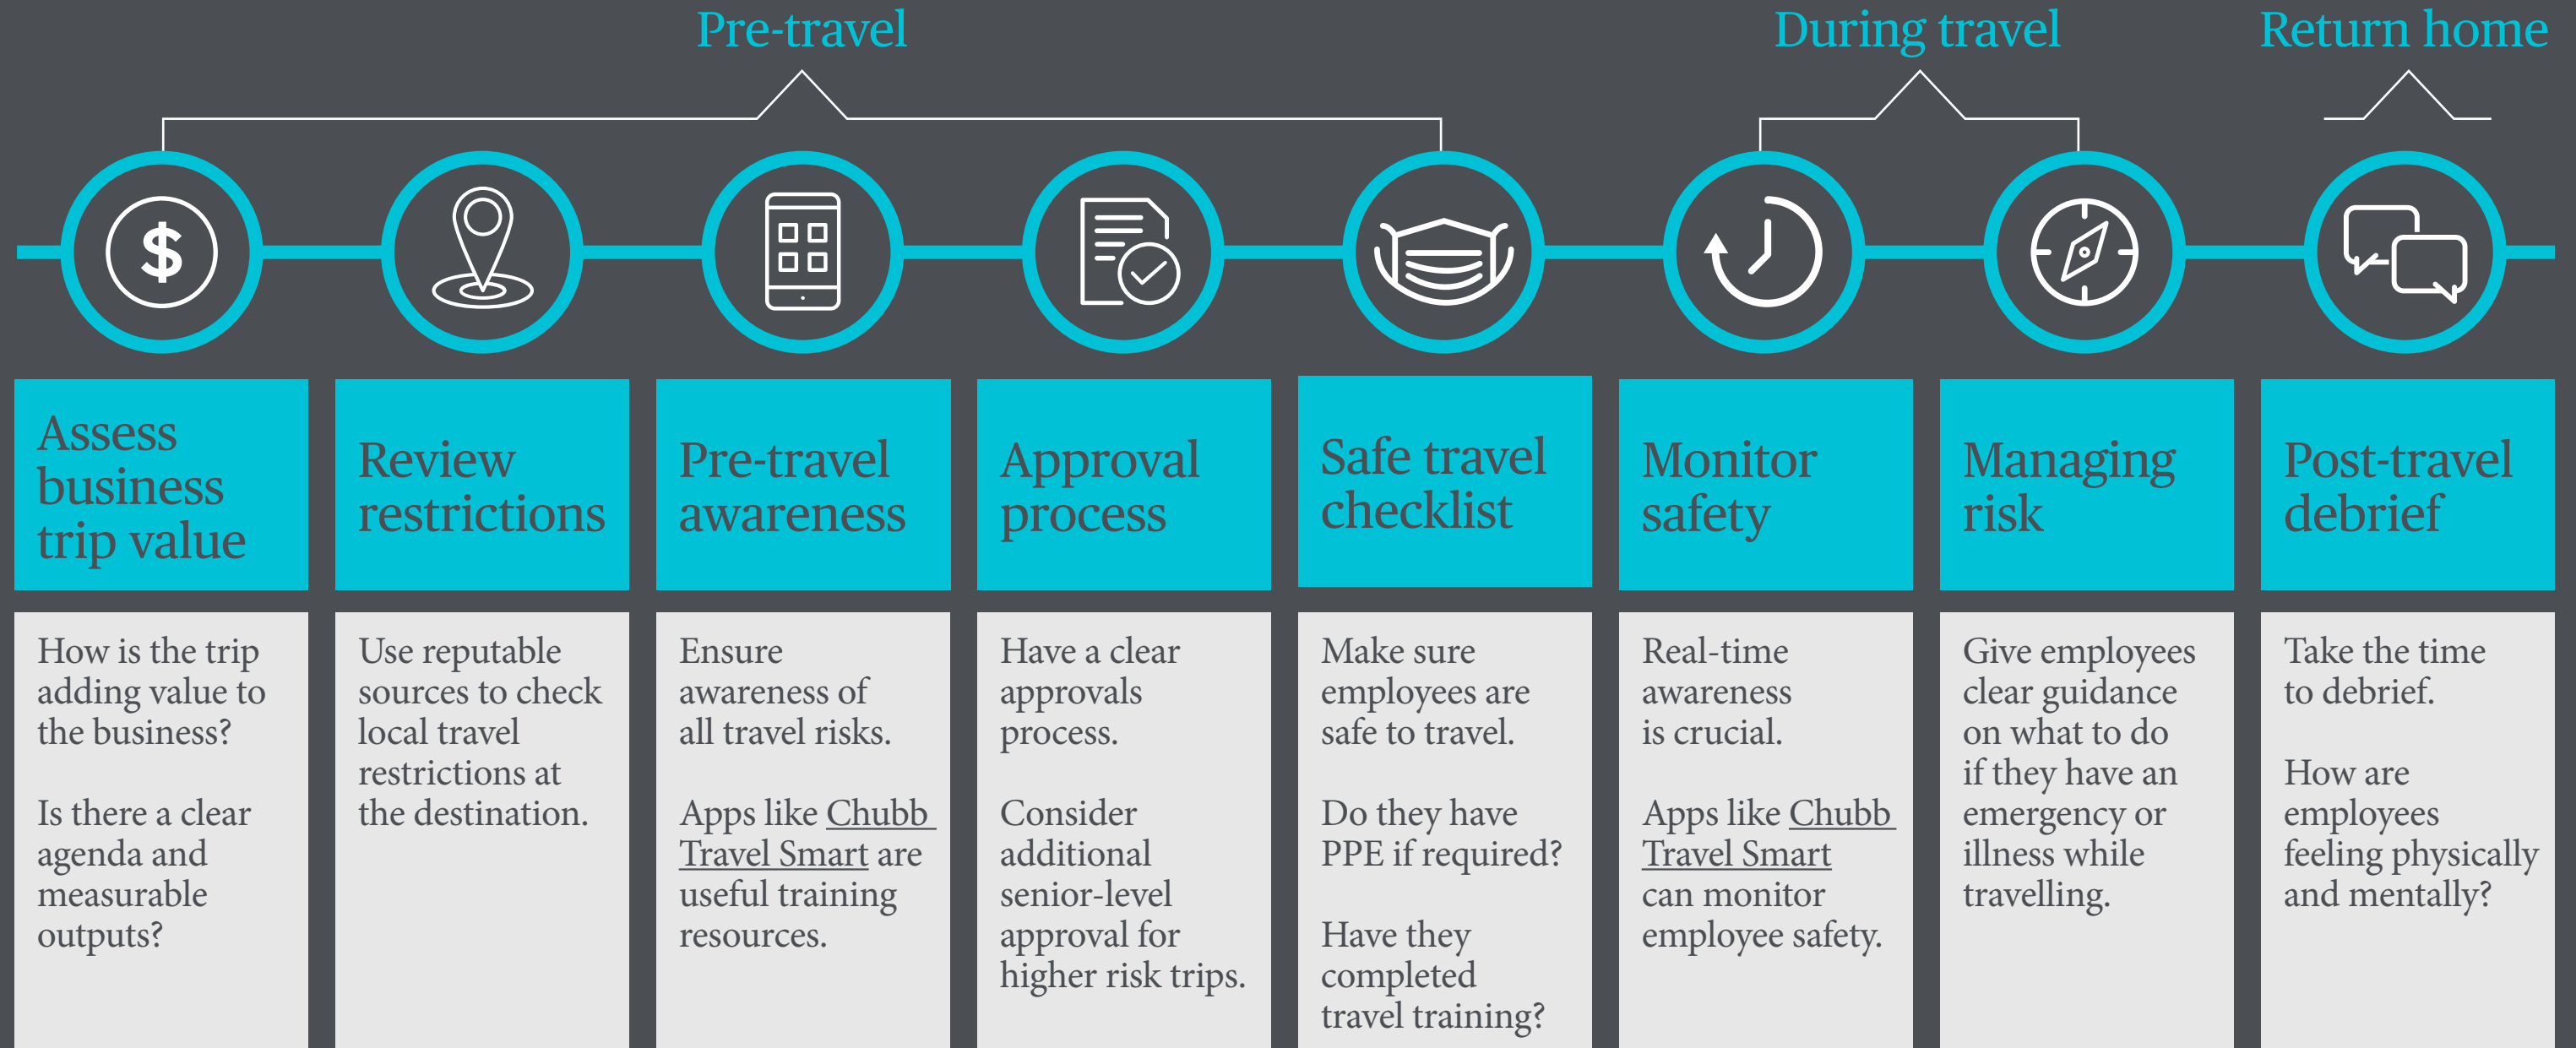 Pre-travel
During travel
Return home
$
Assess
business
trip value
How is the trip
adding value to
the business?
Is there a clear
agenda and
measurable
outputs?
Review
restrictions
Use reputable
sources to check
local travel
restrictions at
the destination.
Pre-travel
awareness
Ensure
awareness of
all travel risks.
Apps like Chubb
Travel Smart are
useful training
resources.
Approval
process
Have a clear
approvals
process.
Consider
additional
senior-level
approval for
higher risk trips.
Safe travel
checklist
Make sure
employees are
safe to travel.
Do they have
PPE if required?
Have they
completed
travel training?
Monitor
safety
Real-time
awareness
is crucial.
Apps like Chubb
Travel Smart
can monitor
employee safety.
Managing
risk
Give employees
clear guidance
on what to do
if they have an
emergency or
illness while
travelling.
Post-travel
debrief
Take the time
to debrief.
How are
employees
feeling physically
and mentally?